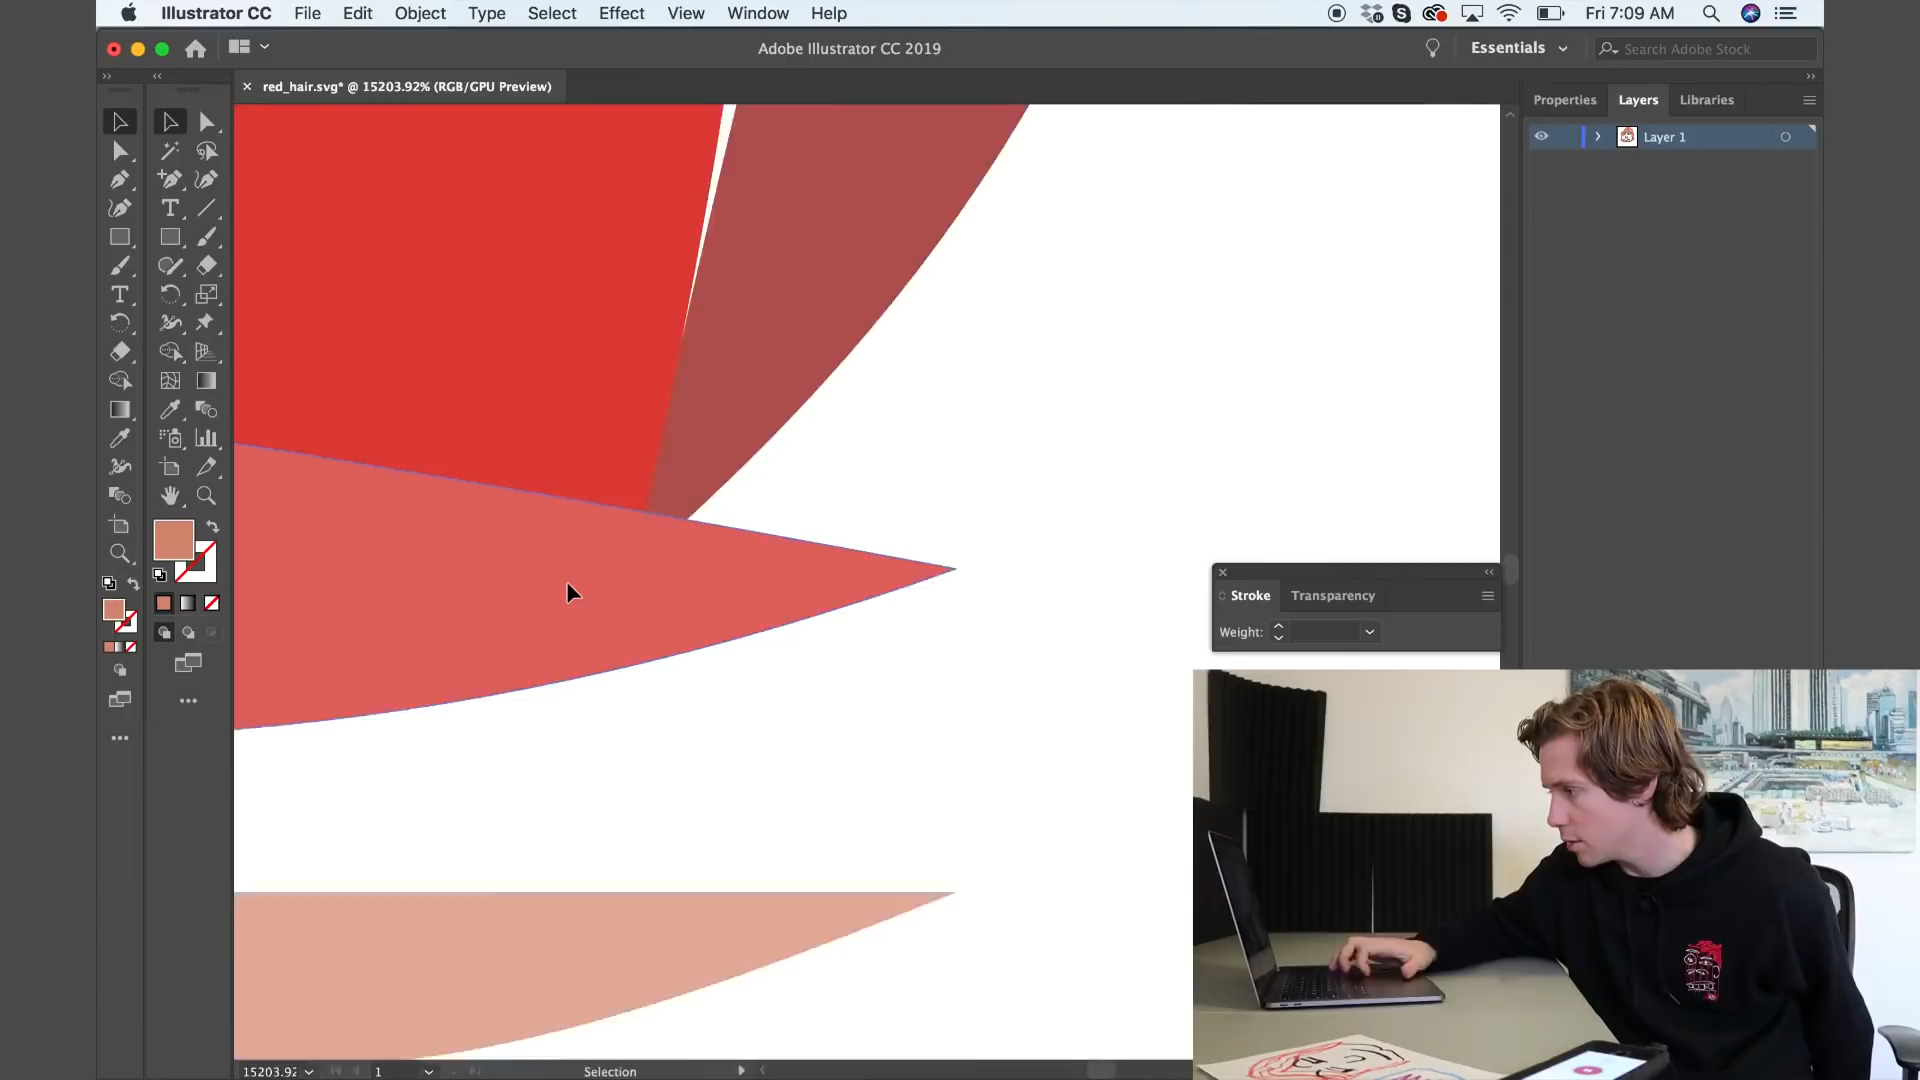 Illustrator CC File Edit Object Type Select Effect View Window Help Fri 7:09 AM
Adobe Illustrator CC 2019 Essentials Search Adobe Stock
× red_hair.svg* @ 15203.92% (RGB/GPU Preview)
Properties Layers Libraries
Layer 1
Stroke Transparency
Weight:
15203.92 1 Selection